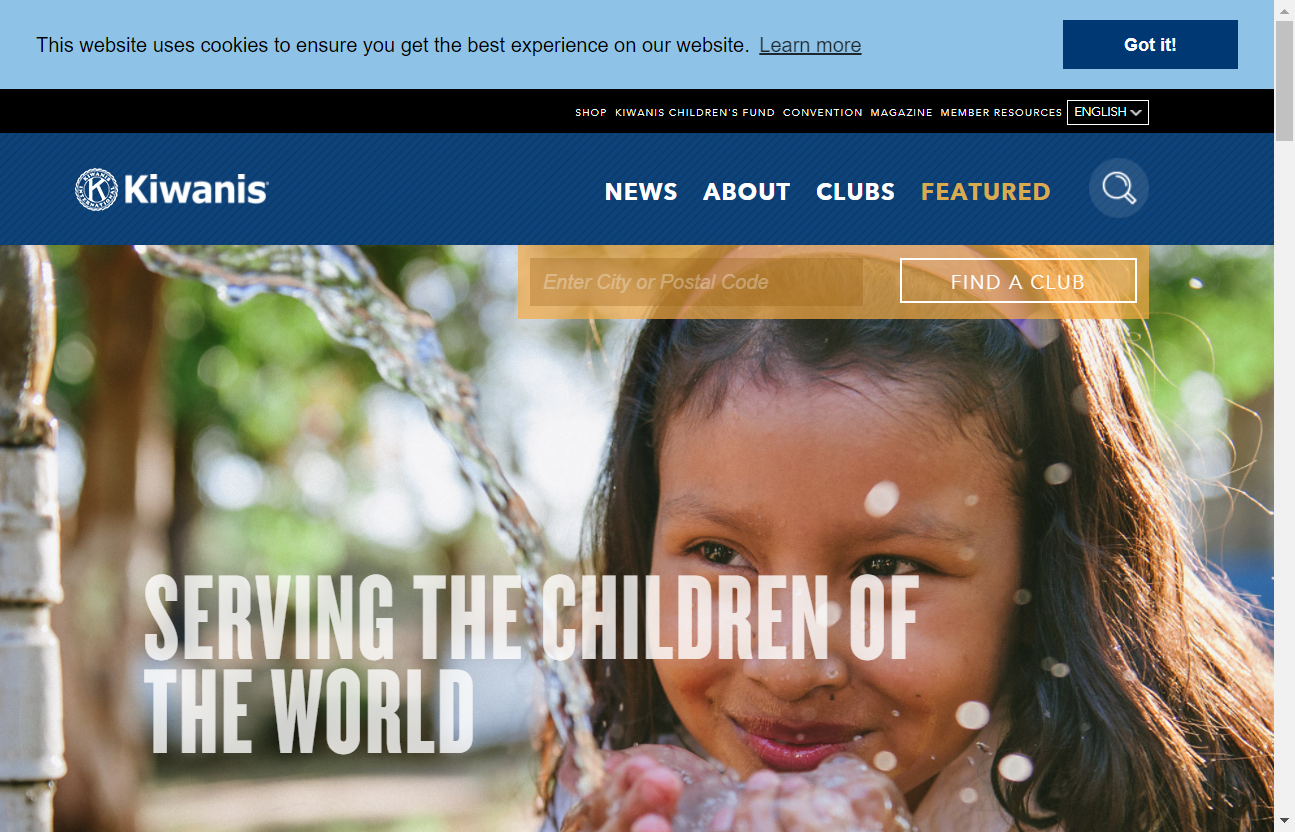 This website uses cookies to ensure you get the best experience on our website. Learn more
Got it!
SHOP KIWANIS CHILDREN'S FUND CONVENTION MAGAZINE MEMBER RESOURCES ENGLISH
K KIWANIS INTERNATIONAL
Kiwanis
NEWS ABOUT CLUBS FEATURED
Enter City or Postal Code
FIND A CLUB
SERVING THE CHILDREN OF
THE WORLD